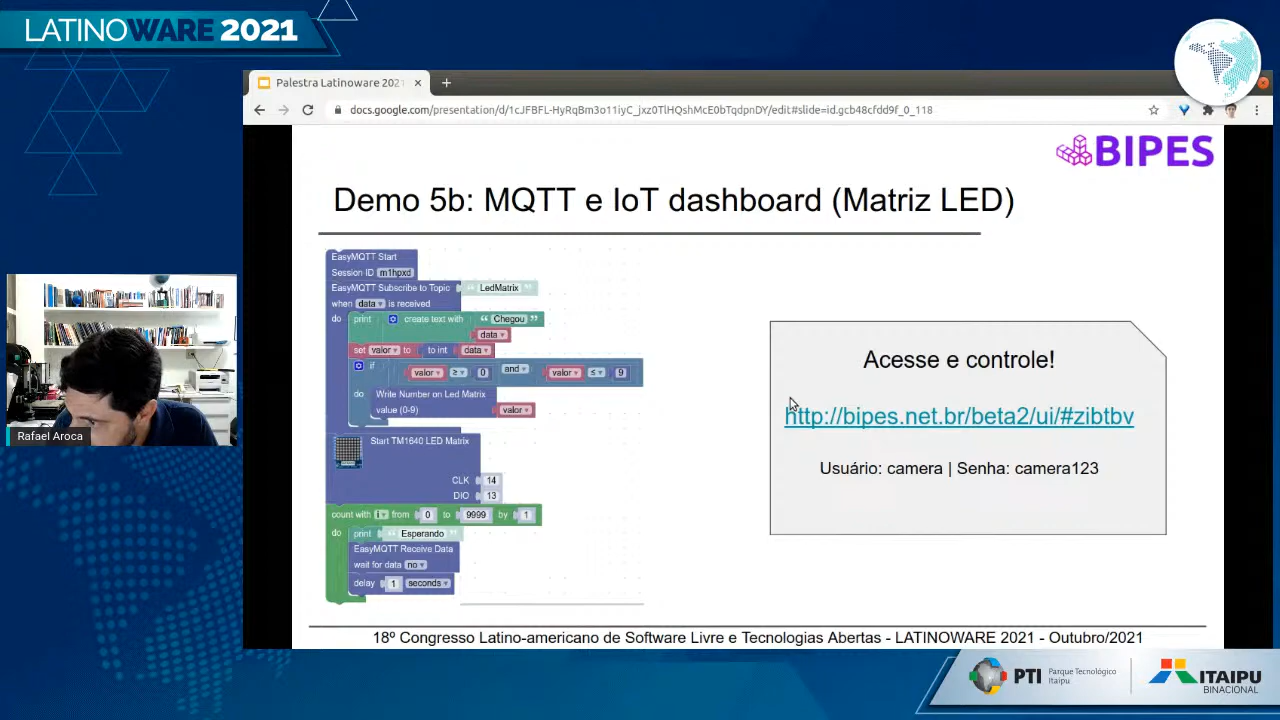 LATINOWARE 2021
Palestra Latinoware 2021
docs.google.com/presentation/d/1cJFBFL-HyRqBm3o11iyC_jxz0TlHQshMcE0bTqdpnDY/edit#slide=id.gcb48cfdd9f_0_118
BIPES
Demo 5b: MQTT e IoT dashboard (Matriz LED)
EasyMQTT Start
Session ID m1hpxd
EasyMQTT Subscribe to Topic “ LedMatrix ”
when data is received
do print create text with “ Chegou ”
data
set valor to to int data
if valor ≥ 0 and valor ≤ 9
do Write Number on Led Matrix
value (0-9) valor
Start TM1640 LED Matrix
CLK 14
DIO 13
count with i from 0 to 9999 by 1
do print “ Esperando ”
EasyMQTT Receive Data
wait for data no
delay 1 seconds
Acesse e controle!
http://bipes.net.br/beta2/ui/#zibtbv
Usuário: camera | Senha: camera123
18º Congresso Latino-americano de Software Livre e Tecnologias Abertas - LATINOWARE 2021 - Outubro/2021
Rafael Aroca
PTI Parque Tecnológico
Itaipu
ITAIPU
BINACIONAL